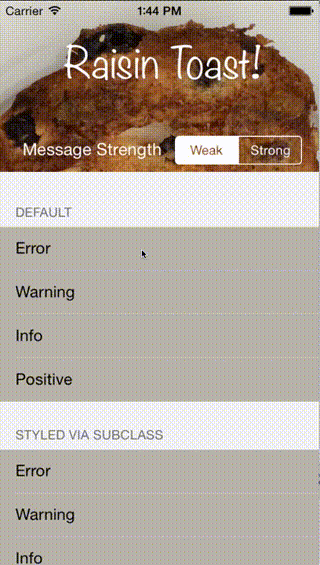 Carrier 1:44 PM
Raisin Toast!
Message Strength Weak Strong
DEFAULT
Error
Warning
Info
Positive
STYLED VIA SUBCLASS
Error
Warning
Info